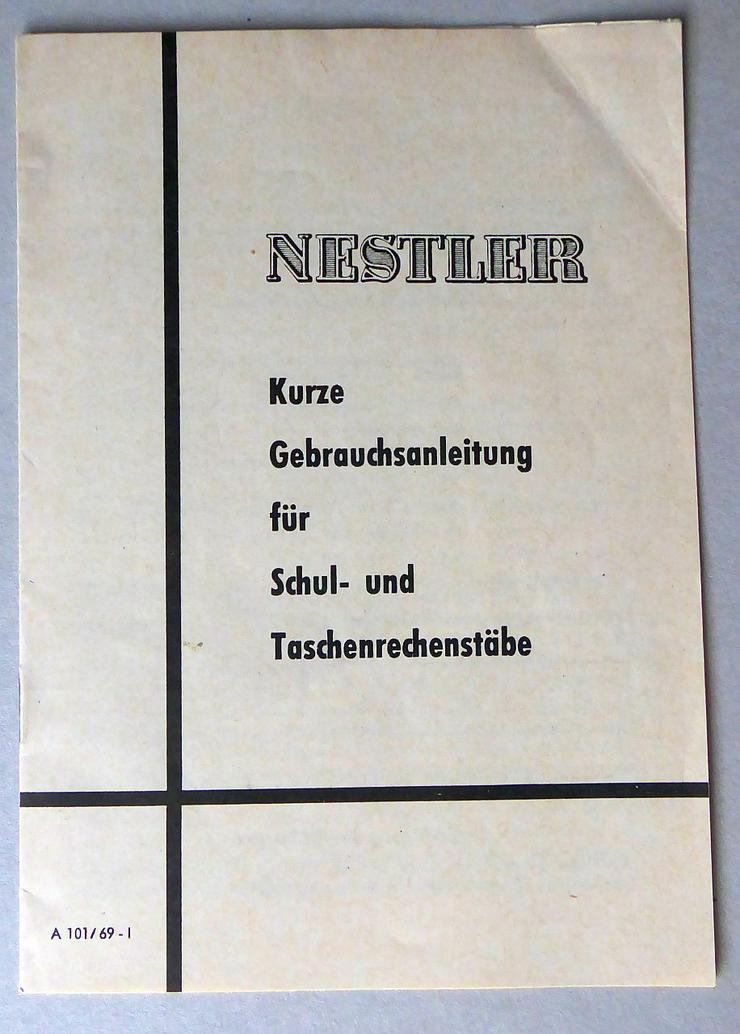 NESTLER
Kurze
Gebrauchsanleitung
für
Schul- und
Taschenrechenstäbe
A 101/69 - I